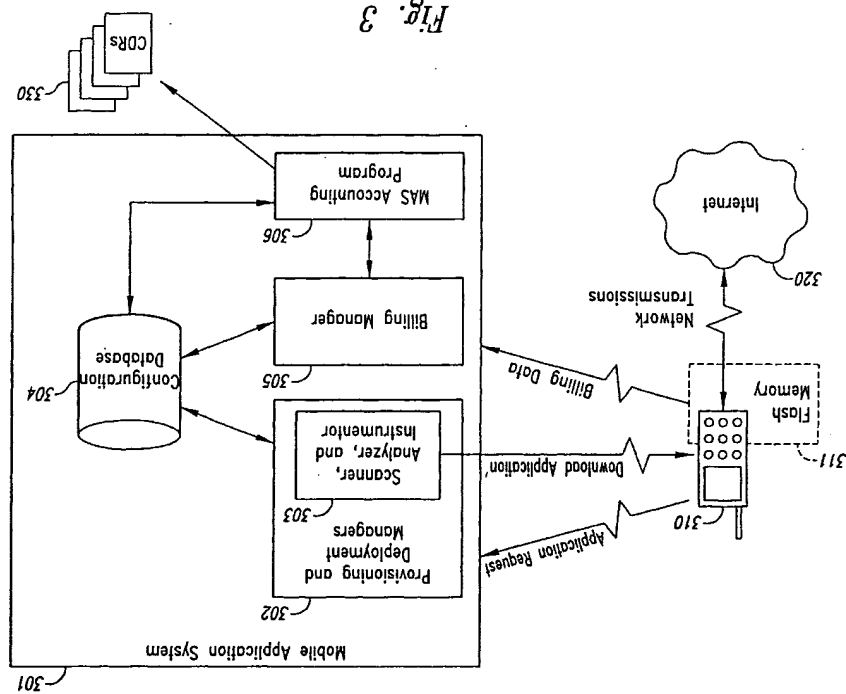 301
Mobile Application System
302
Provisioning and
Deployment
Managers
303
Scanner,
Analyzer, and
Instrumentor
304
Configuration
Database
305
Billing Manager
306
MAS Accounting
Program
330
CDRs
310
311
Flash
Memory
Application Request
Download Application'
Billing Data
Network
Transmissions
320
Internet
Fig. 3